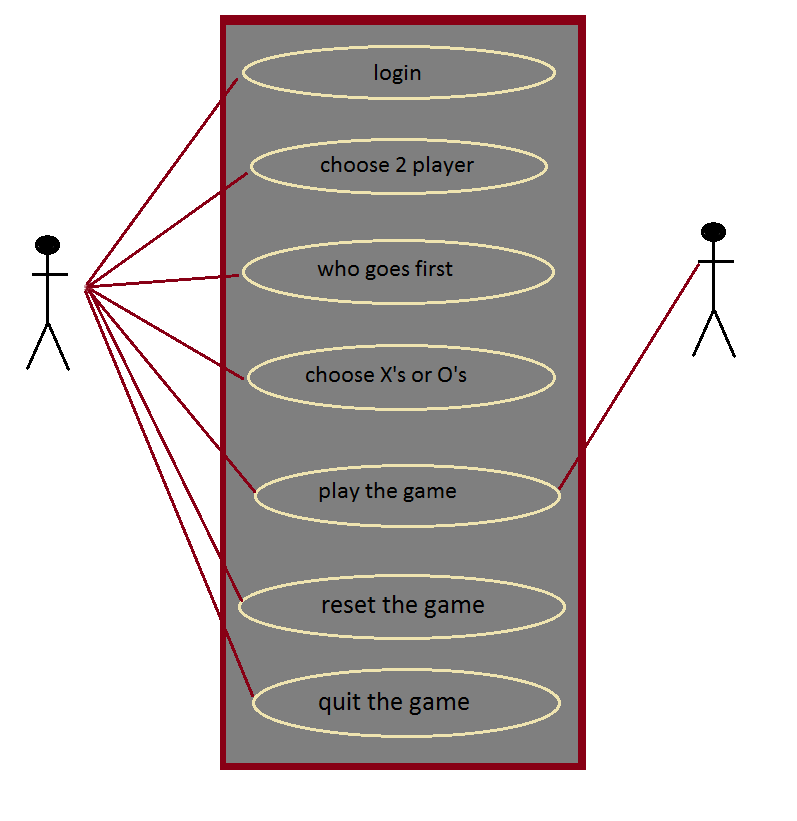 login
choose 2 player
who goes first
choose X's or O's
play the game
reset the game
quit the game